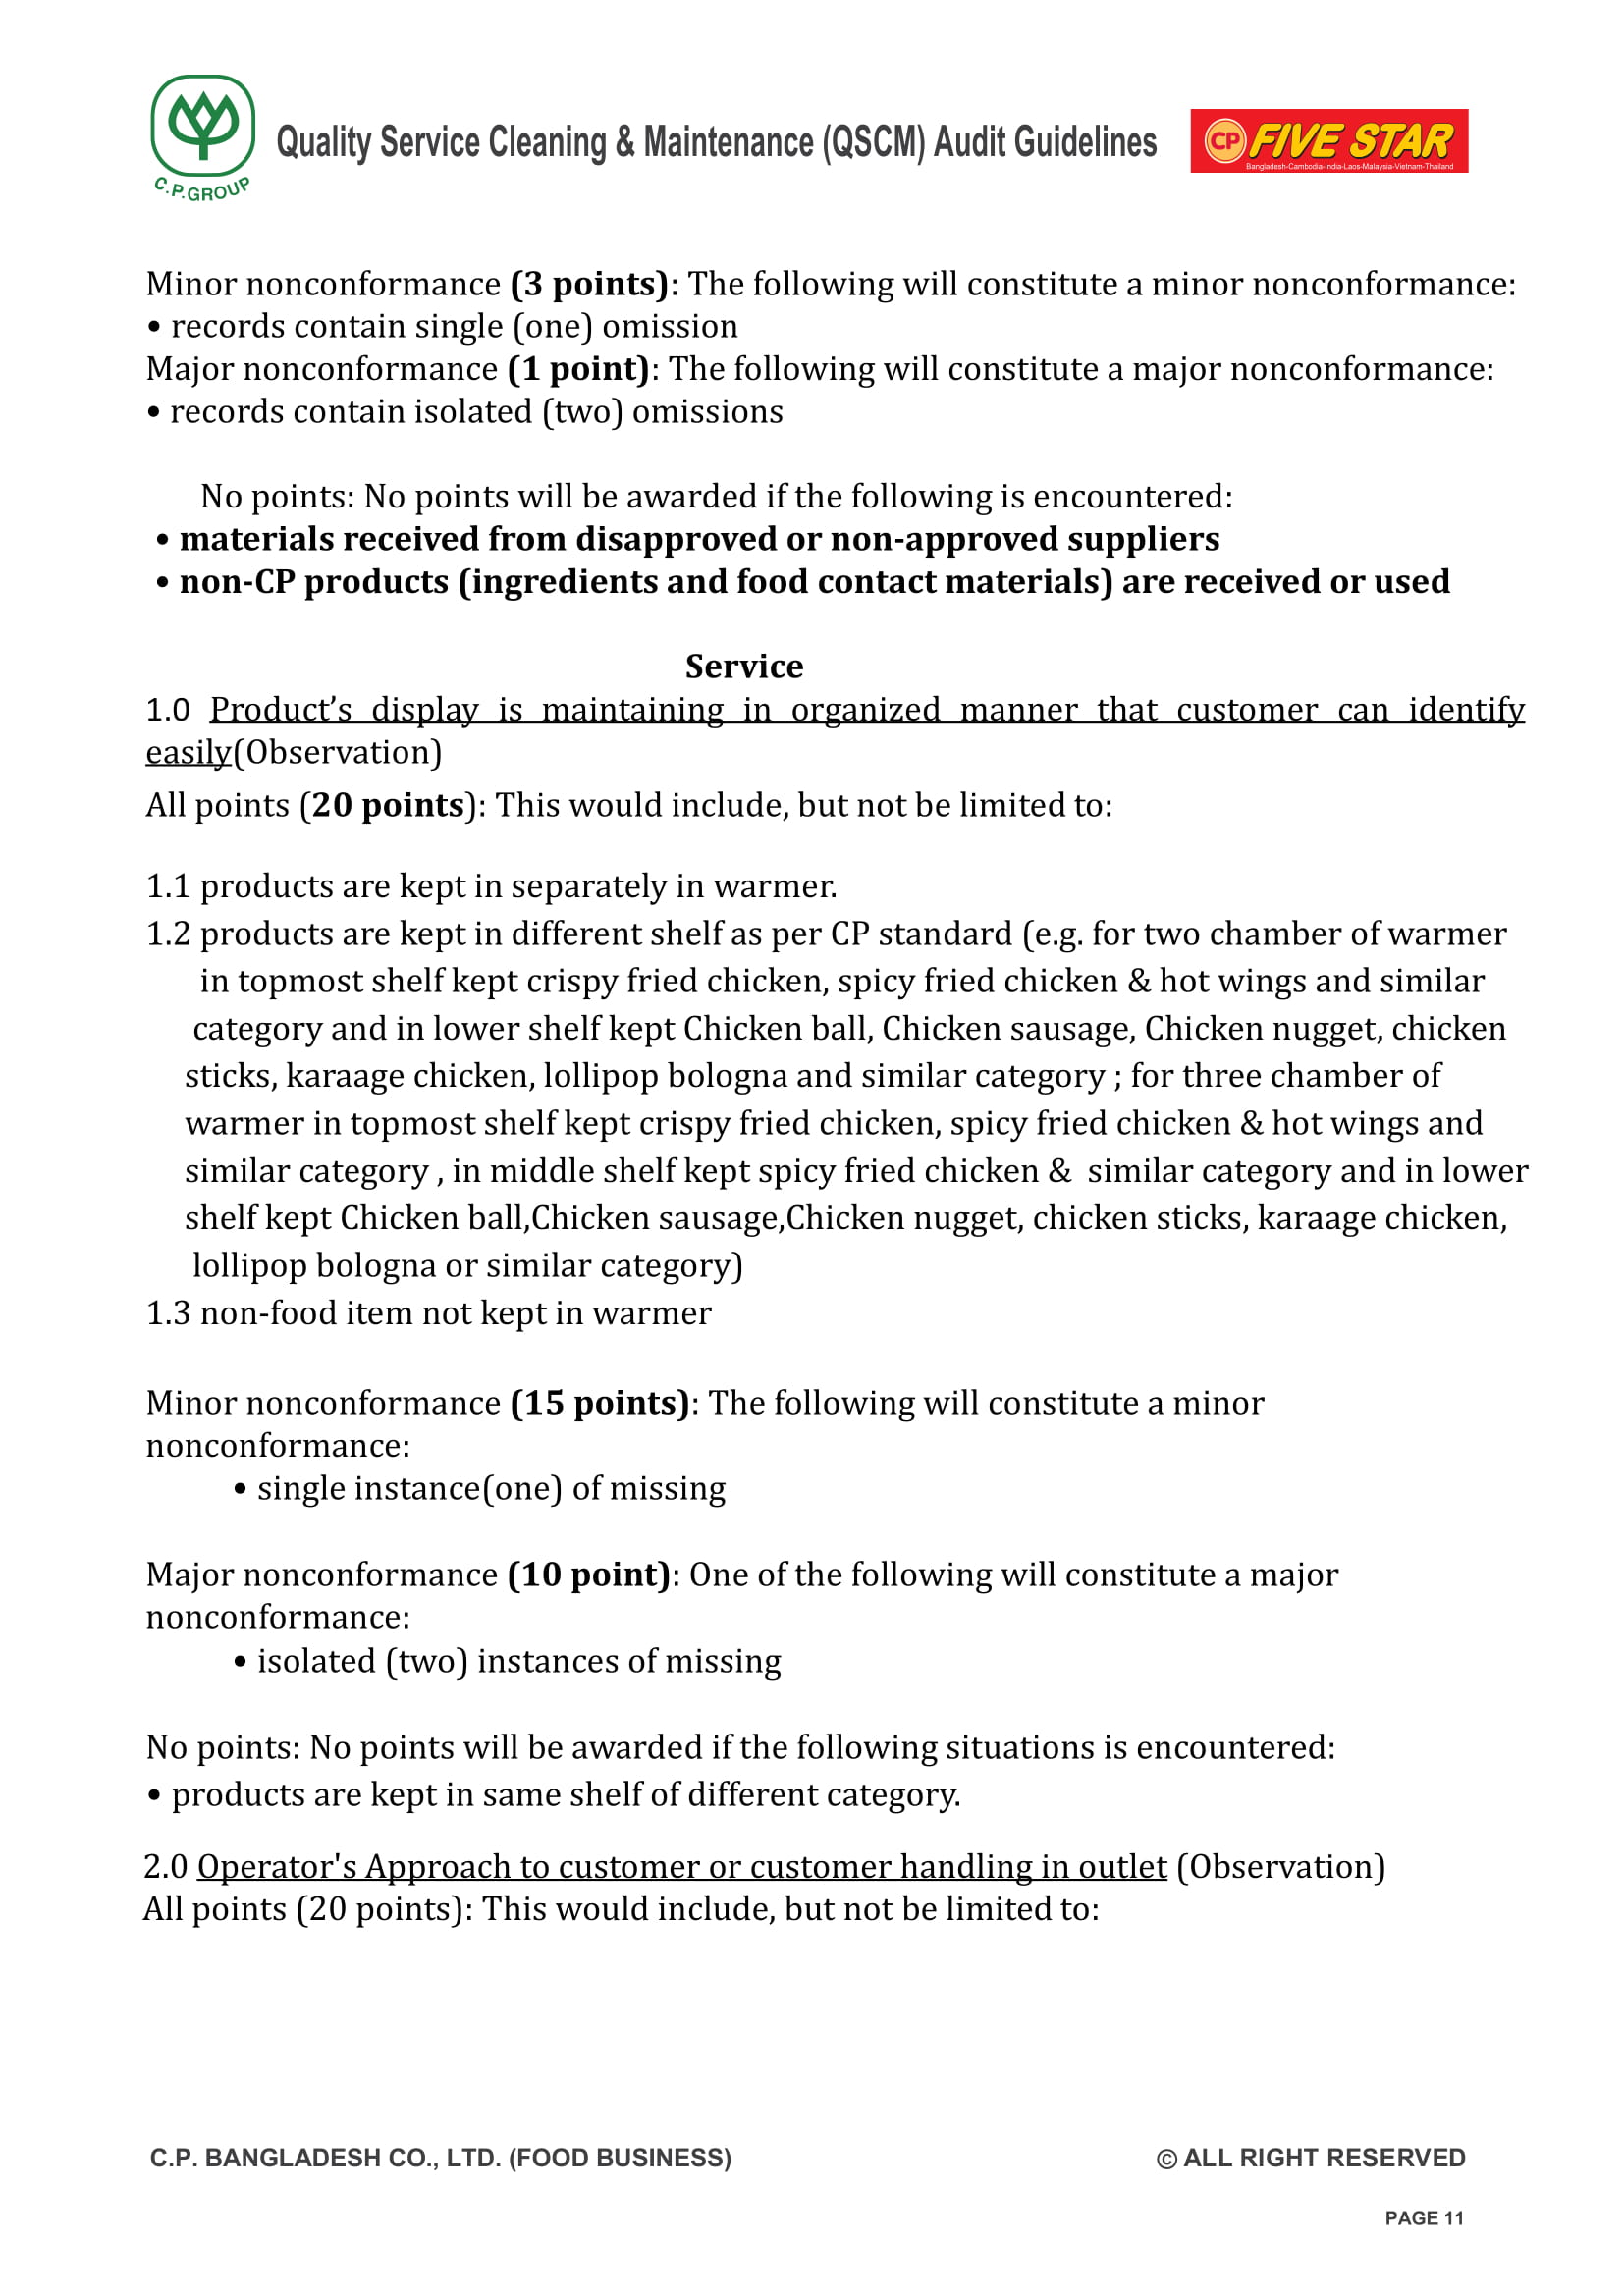 C.P.GROUP
Quality Service Cleaning & Maintenance (QSCM) Audit Guidelines
CP FIVE STAR
Bangladesh-Cambodia-India-Laos-Malaysia-Vietnam-Thailand
Minor nonconformance (3 points): The following will constitute a minor nonconformance:
• records contain single (one) omission
Major nonconformance (1 point): The following will constitute a major nonconformance:
• records contain isolated (two) omissions
No points: No points will be awarded if the following is encountered:
• materials received from disapproved or non-approved suppliers
• non-CP products (ingredients and food contact materials) are received or used
Service
1.0 Product’s display is maintaining in organized manner that customer can identify
easily(Observation)
All points (20 points): This would include, but not be limited to:
1.1 products are kept in separately in warmer.
1.2 products are kept in different shelf as per CP standard (e.g. for two chamber of warmer
in topmost shelf kept crispy fried chicken, spicy fried chicken & hot wings and similar
category and in lower shelf kept Chicken ball, Chicken sausage, Chicken nugget, chicken
sticks, karaage chicken, lollipop bologna and similar category ; for three chamber of
warmer in topmost shelf kept crispy fried chicken, spicy fried chicken & hot wings and
similar category , in middle shelf kept spicy fried chicken & similar category and in lower
shelf kept Chicken ball,Chicken sausage,Chicken nugget, chicken sticks, karaage chicken,
lollipop bologna or similar category)
1.3 non-food item not kept in warmer
Minor nonconformance (15 points): The following will constitute a minor
nonconformance:
• single instance(one) of missing
Major nonconformance (10 point): One of the following will constitute a major
nonconformance:
• isolated (two) instances of missing
No points: No points will be awarded if the following situations is encountered:
• products are kept in same shelf of different category.
2.0 Operator's Approach to customer or customer handling in outlet (Observation)
All points (20 points): This would include, but not be limited to:
C.P. BANGLADESH CO., LTD. (FOOD BUSINESS)
© ALL RIGHT RESERVED
PAGE 11